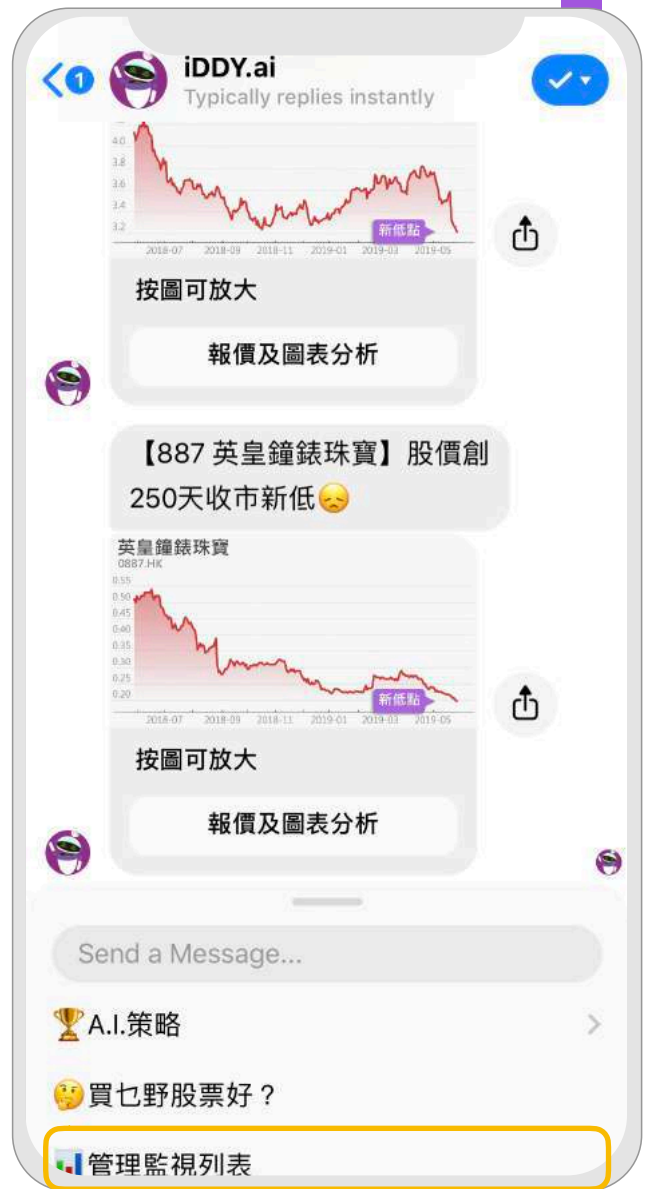 1
iDDY.ai
Typically replies instantly
4.0
3.8
3.6
3.4
3.2
新低點
2018-07 2018-09 2018-11 2019-01 2019-03 2019-05
按圖可放大
報價及圖表分析
【887 英皇鐘錶珠寶】股價創
250天收市新低
英皇鐘錶珠寶
0887.HK
0.55
0.50
0.45
0.40
0.35
0.30
0.25
0.20
新低點
2018-07 2018-09 2018-11 2019-01 2019-03 2019-05
按圖可放大
報價及圖表分析
Send a Message...
A.I.策略
買乜野股票好？
管理監視列表